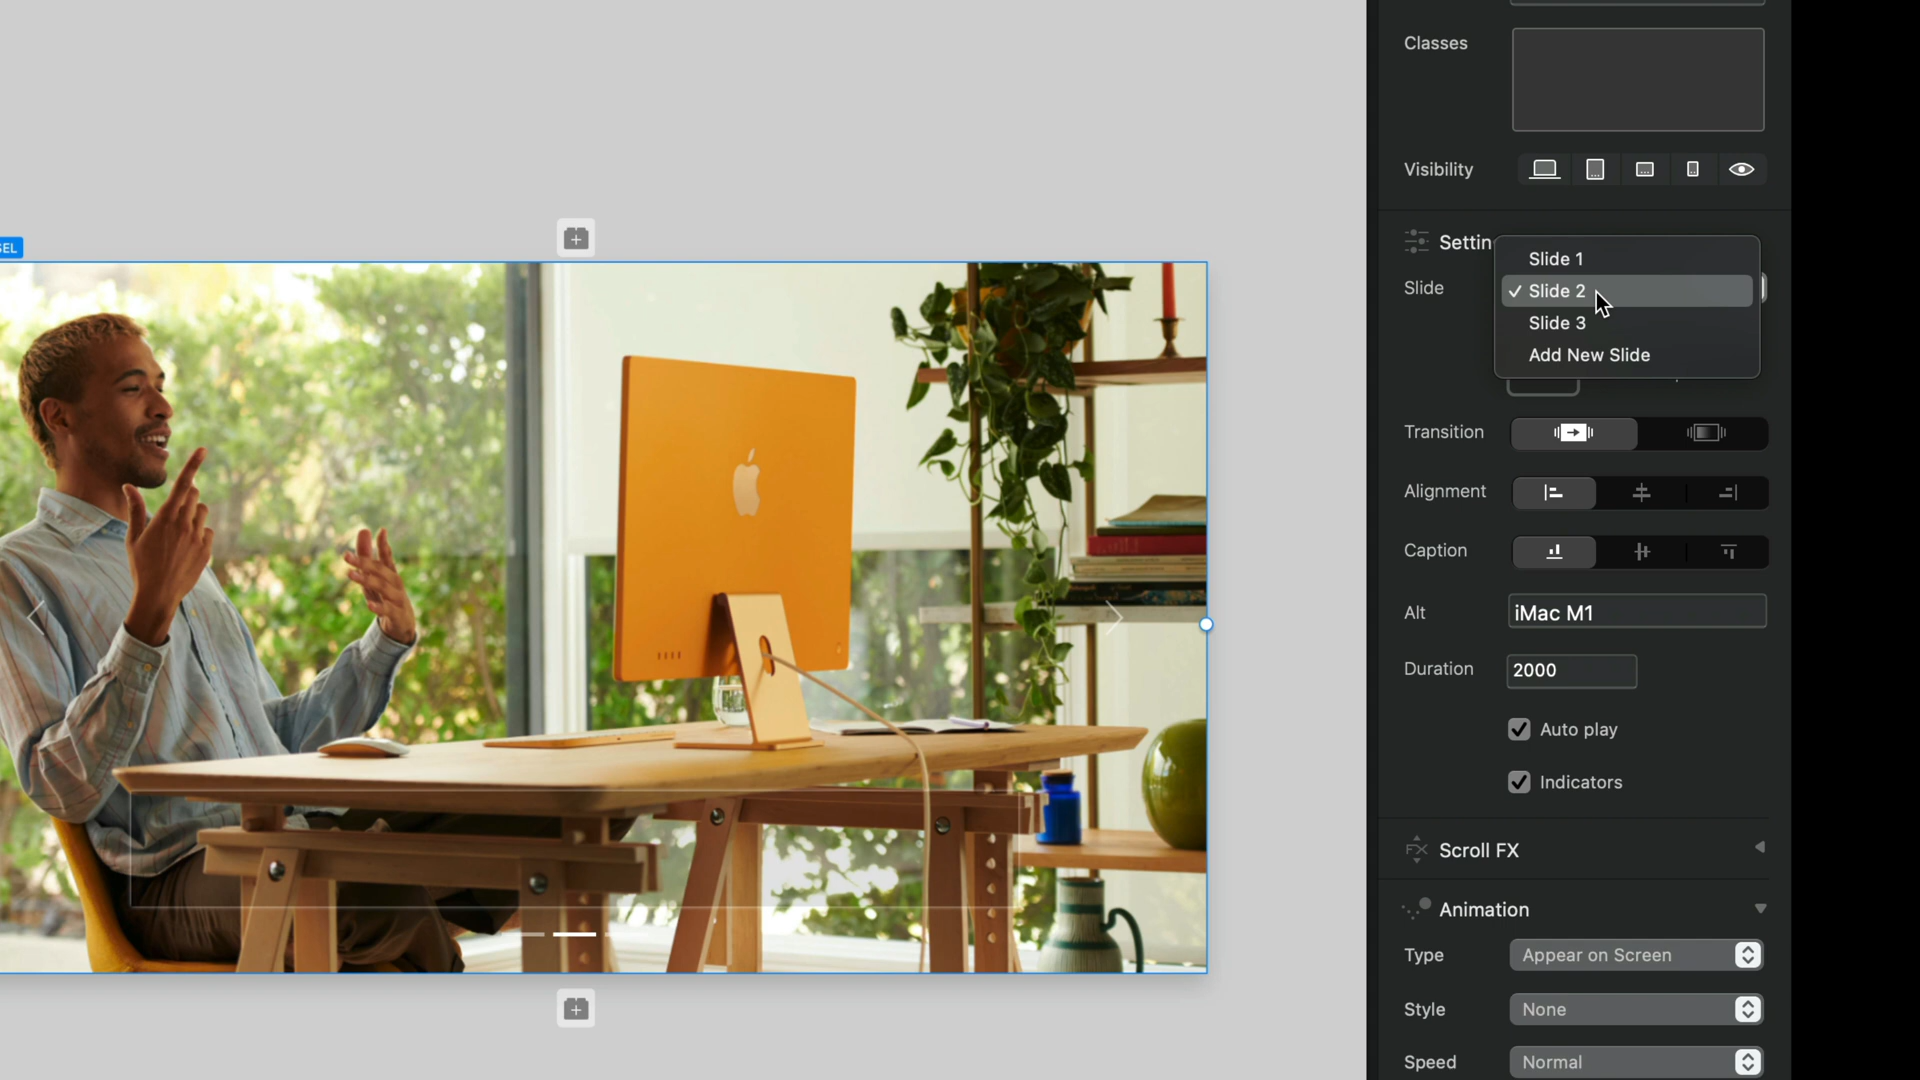 Classes
Visibility
SEL
Settin
Slide 1
Slide
✓ Slide 2
Slide 3
Add New Slide
Transition
Alignment
Caption
Alt
iMac M1
Duration
2000
Auto play
Indicators
FX
Scroll FX
Animation
Type
Appear on Screen
Style
None
Speed
Normal